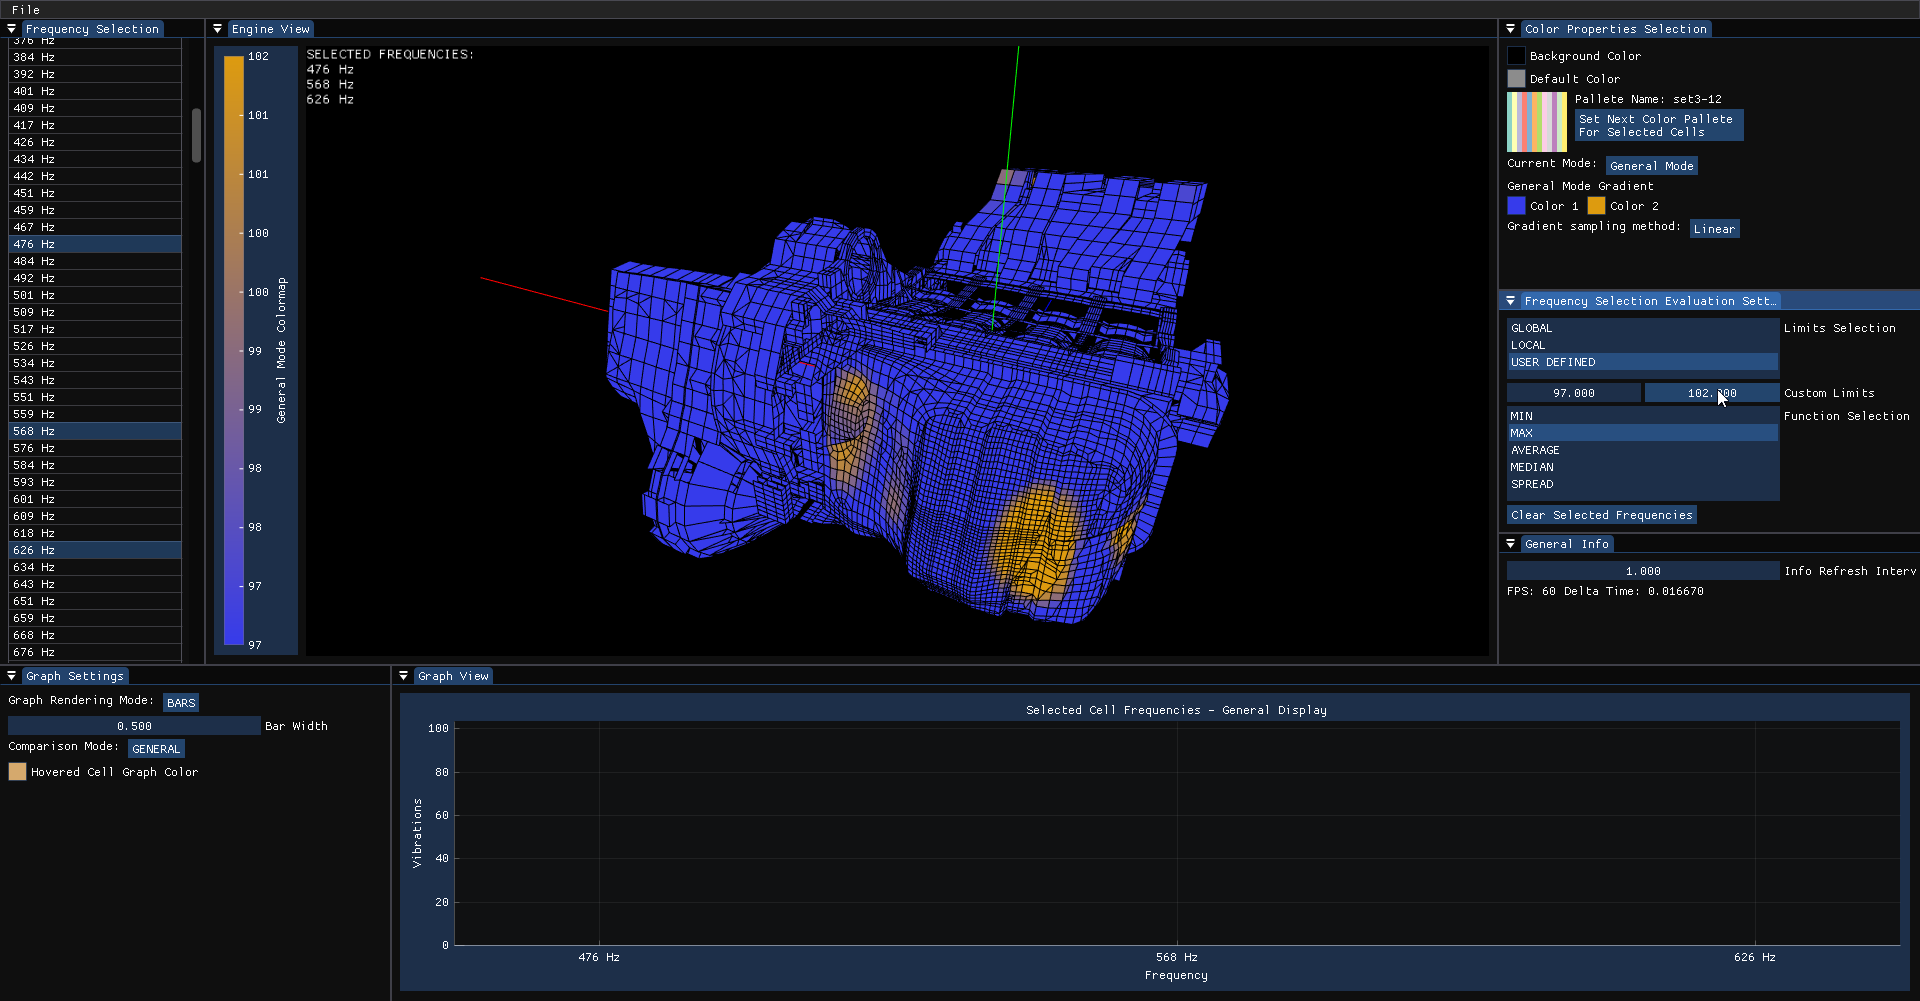 File
Frequency Selection
376 Hz
384 Hz
392 Hz
401 Hz
409 Hz
417 Hz
426 Hz
434 Hz
442 Hz
451 Hz
459 Hz
467 Hz
476 Hz
484 Hz
492 Hz
501 Hz
509 Hz
517 Hz
526 Hz
534 Hz
543 Hz
551 Hz
559 Hz
568 Hz
576 Hz
584 Hz
593 Hz
601 Hz
609 Hz
618 Hz
626 Hz
634 Hz
643 Hz
651 Hz
659 Hz
668 Hz
676 Hz
Engine View
102
101
101
100
100
99
99
98
98
97
97
General Mode Colormap
SELECTED FREQUENCIES:
476 Hz
568 Hz
626 Hz
Color Properties Selection
Background Color
Default Color
Pallete Name: set3-12
Set Next Color Pallete
For Selected Cells
Current Mode: General Mode
General Mode Gradient
Color 1 Color 2
Gradient sampling method: Linear
Frequency Selection Evaluation Sett…
GLOBAL
LOCAL
USER DEFINED
Limits Selection
97.000 102.000 Custom Limits
MIN
MAX
AVERAGE
MEDIAN
SPREAD
Function Selection
Clear Selected Frequencies
General Info
1.000 Info Refresh Interv
FPS: 60 Delta Time: 0.016670
Graph Settings
Graph Rendering Mode: BARS
0.500 Bar Width
Comparison Mode: GENERAL
Hovered Cell Graph Color
Graph View
Selected Cell Frequencies - General Display
100
80
60
40
20
0
Vibrations
476 Hz 568 Hz 626 Hz
Frequency